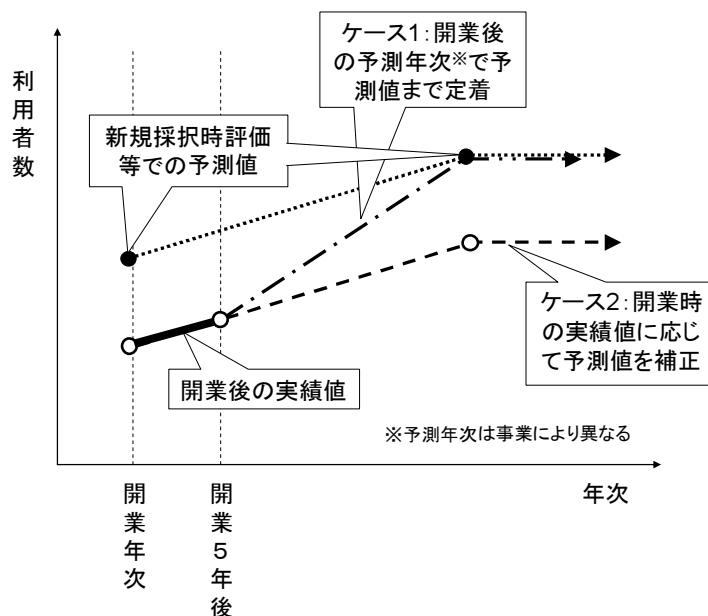 利用者数
ケース1：開業後
の予測年次※で予
測値まで定着
新規採択時評価
等での予測値
ケース2：開業時
の実績値に応じ
て予測値を補正
開業後の実績値
※予測年次は事業により異なる
開業年次
開業5年後
年次